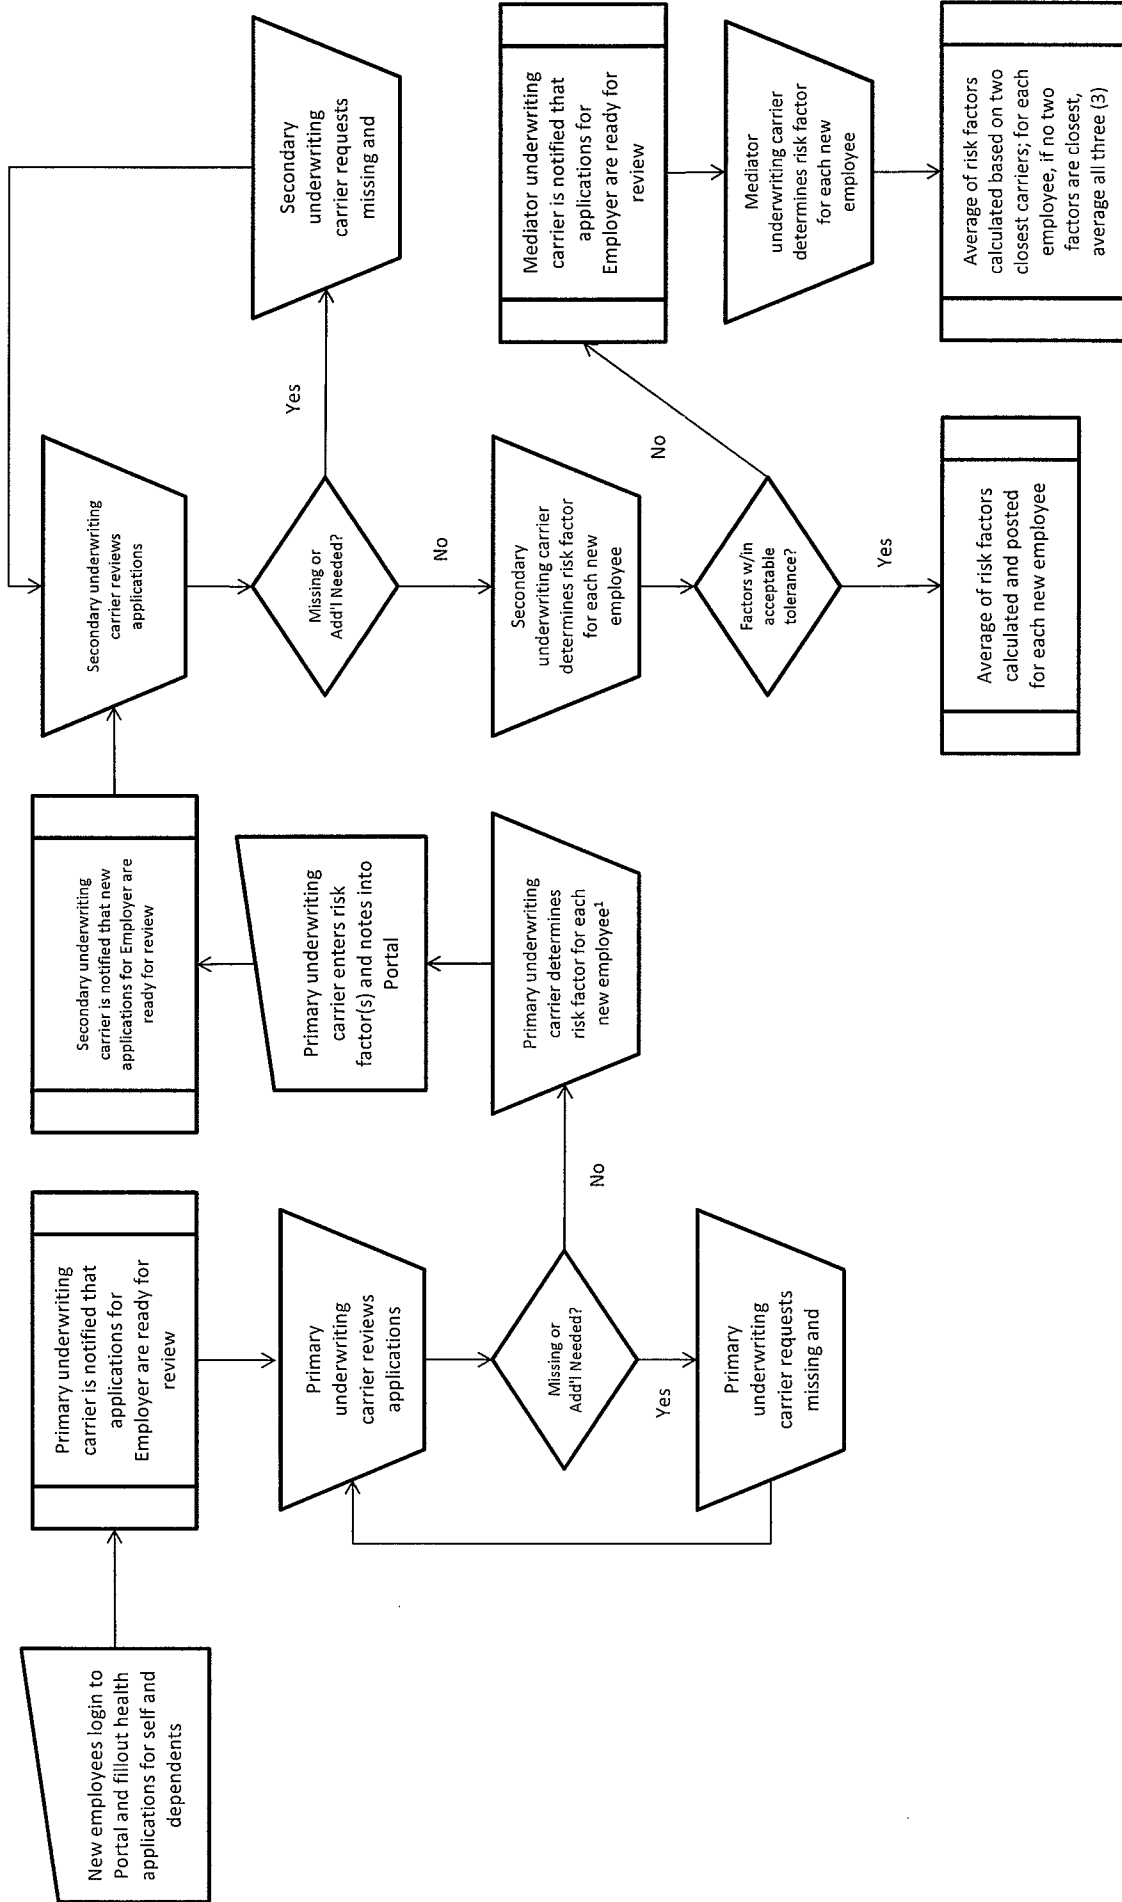 New employees login to
Portal and fillout health
applications for self and
dependents
Primary underwriting
carrier is notified that
applications for
Employer are ready for
review
Primary
underwriting
carrier reviews
applications
Missing or
Add'l Needed?
Yes
No
Primary
underwriting
carrier requests
missing and
Primary underwriting
carrier determines
risk factor for each
new employee¹
Primary underwriting
carrier enters risk
factor(s) and notes into
Portal
Secondary underwriting
carrier is notified that new
applications for Employer are
ready for review
Secondary underwriting
carrier reviews
applications
Missing or
Add'l Needed?
Yes
No
Secondary
underwriting
carrier requests
missing and
Secondary
underwriting carrier
determines risk factor
for each new
employee
Factors w/in
acceptable
tolerance?
No
Yes
Average of risk factors
calculated and posted
for each new employee
Mediator underwriting
carrier is notified that
applications for
Employer are ready for
review
Mediator
underwriting carrier
determines risk factor
for each new
employee
Average of risk factors
calculated based on two
closest carriers; for each
employee, if no two
factors are closest,
average all three (3)